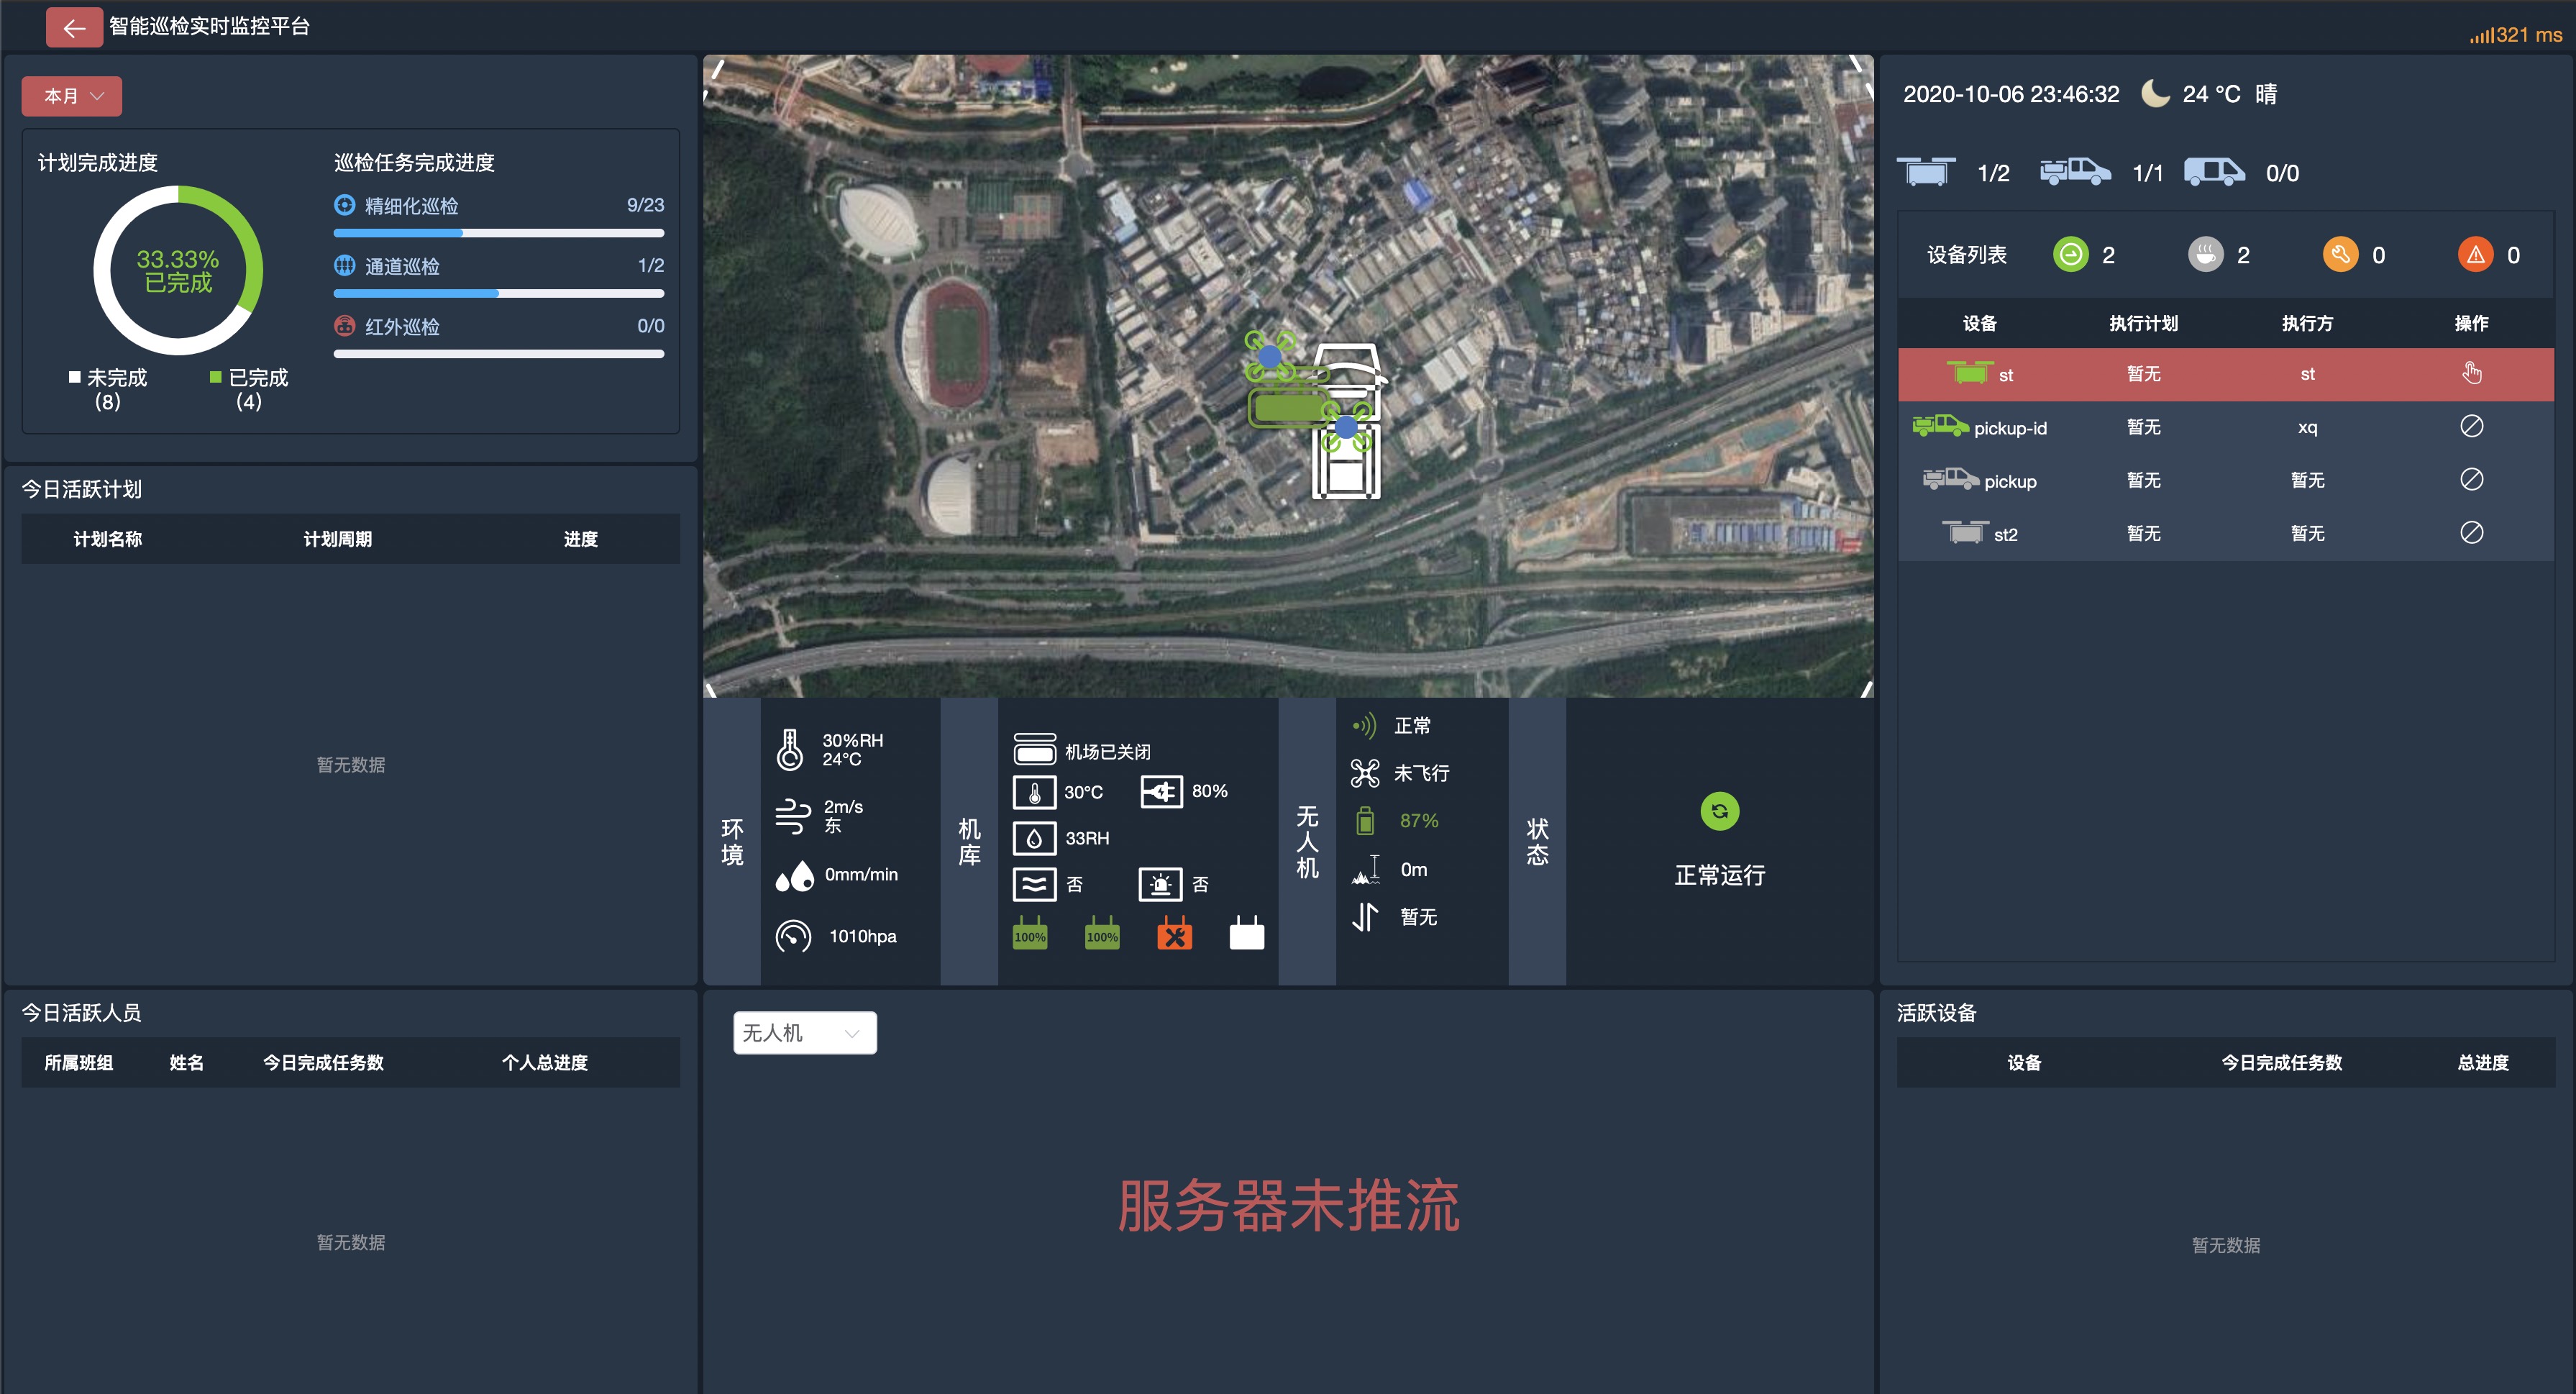 智能巡检实时监控平台
321 ms
本月
计划完成进度
33.33%
已完成
未完成
(8)
已完成
(4)
巡检任务完成进度
精细化巡检 9/23
通道巡检 1/2
红外巡检 0/0
今日活跃计划
计划名称 计划周期 进度
暂无数据
今日活跃人员
所属班组 姓名 今日完成任务数 个人总进度
暂无数据
环境
30%RH
24°C
2m/s
东
0mm/min
1010hpa
机库
机场已关闭
30°C 80%
33RH
否 否
100% 100%
无人机
正常
未飞行
87%
0m
暂无
状态
正常运行
无人机
服务器未推流
2020-10-06 23:46:32 24 °C 晴
1/2 1/1 0/0
设备列表 2 2 0 0
设备 执行计划 执行方 操作
st 暂无 st
pickup-id 暂无 xq
pickup 暂无 暂无
st2 暂无 暂无
活跃设备
设备 今日完成任务数 总进度
暂无数据